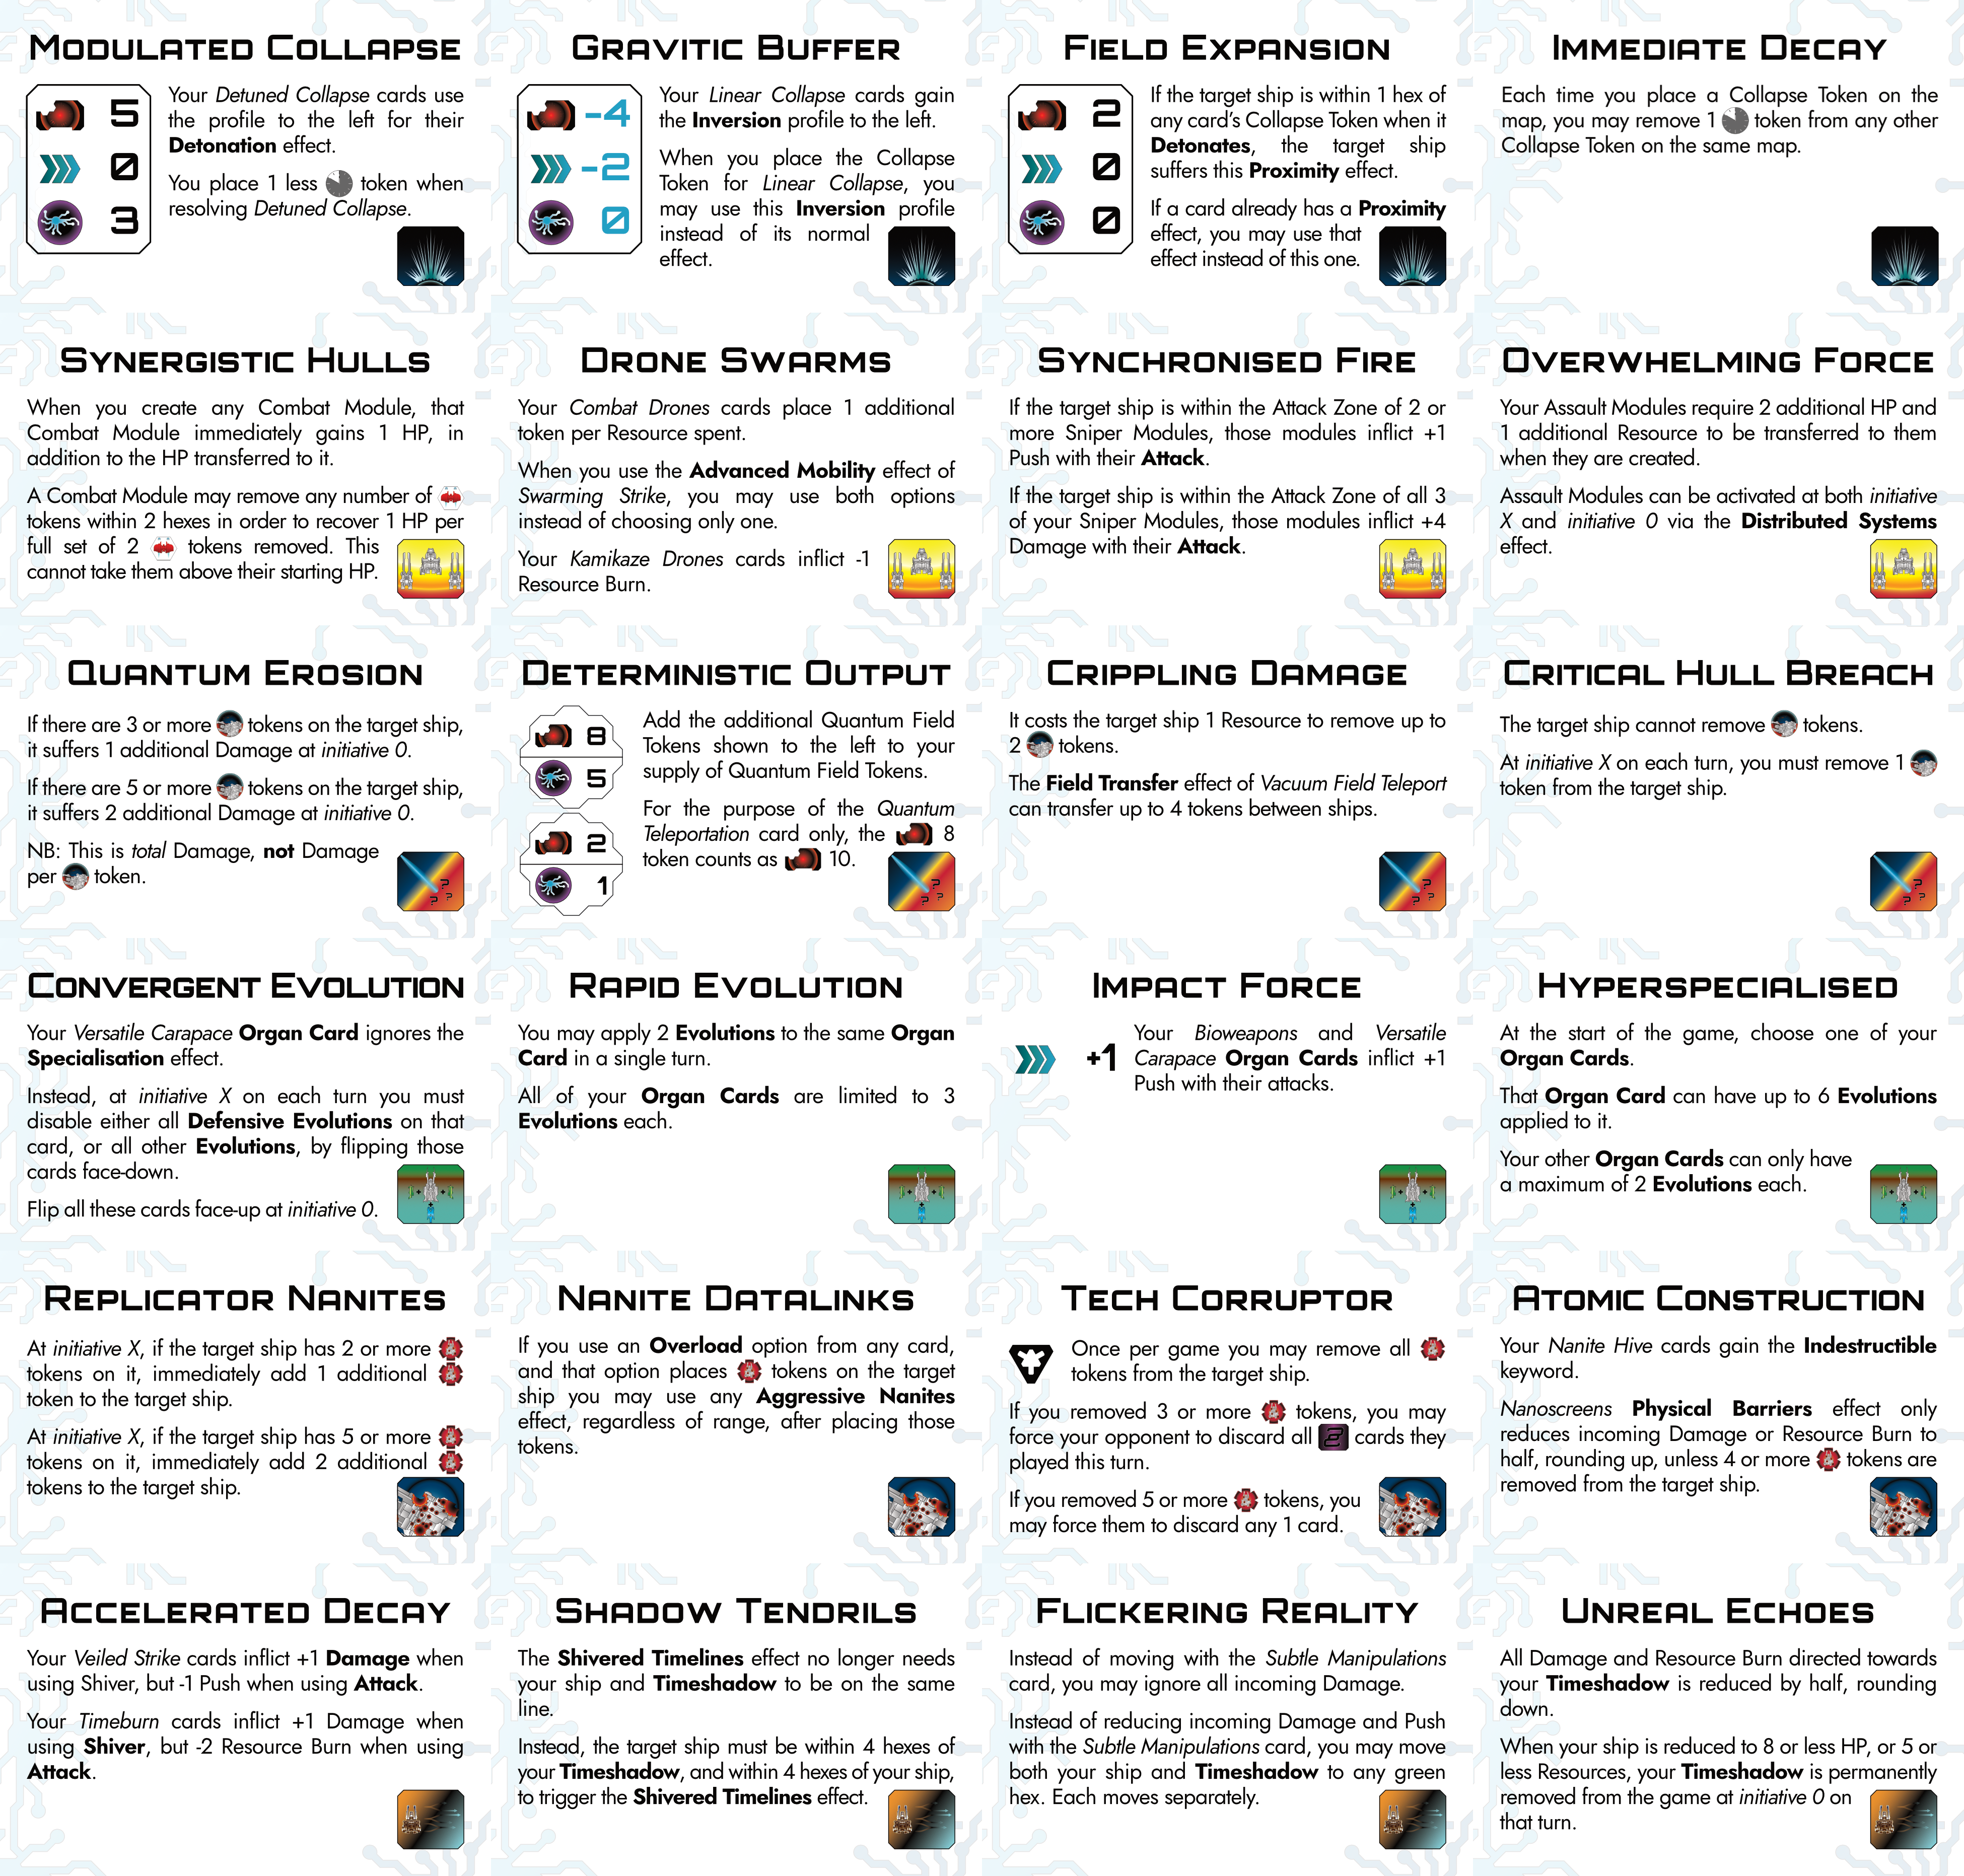 Modulated Collapse
5
0
3
Your Detuned Collapse cards use
the profile to the left for their
Detonation effect.
You place 1 less token when
resolving Detuned Collapse.
Gravitic Buffer
-4
-2
0
Your Linear Collapse cards gain
the Inversion profile to the left.
When you place the Collapse
Token for Linear Collapse, you
may use this Inversion profile
instead of its normal
effect.
Field Expansion
2
0
0
If the target ship is within 1 hex of
any card's Collapse Token when it
Detonates, the target ship
suffers this Proximity effect.
If a card already has a Proximity
effect, you may use that
effect instead of this one.
Immediate Decay
Each time you place a Collapse Token on the
map, you may remove 1 token from any other
Collapse Token on the same map.
Synergistic Hulls
When you create any Combat Module, that
Combat Module immediately gains 1 HP, in
addition to the HP transferred to it.
A Combat Module may remove any number of
tokens within 2 hexes in order to recover 1 HP per
full set of 2 tokens removed. This
cannot take them above their starting HP.
Drone Swarms
Your Combat Drones cards place 1 additional
token per Resource spent.
When you use the Advanced Mobility effect of
Swarming Strike, you may use both options
instead of choosing only one.
Your Kamikaze Drones cards inflict -1
Resource Burn.
Synchronised Fire
If the target ship is within the Attack Zone of 2 or
more Sniper Modules, those modules inflict +1
Push with their Attack.
If the target ship is within the Attack Zone of all 3
of your Sniper Modules, those modules inflict +4
Damage with their Attack.
Overwhelming Force
Your Assault Modules require 2 additional HP and
1 additional Resource to be transferred to them
when they are created.
Assault Modules can be activated at both initiative
X and initiative 0 via the Distributed Systems
effect.
Quantum Erosion
If there are 3 or more tokens on the target ship,
it suffers 1 additional Damage at initiative 0.
If there are 5 or more tokens on the target ship,
it suffers 2 additional Damage at initiative 0.
NB: This is total Damage, not Damage
per token.
Deterministic Output
8
5
2
1
Add the additional Quantum Field
Tokens shown to the left to your
supply of Quantum Field Tokens.
For the purpose of the Quantum
Teleportation card only, the 8
token counts as 10.
Crippling Damage
It costs the target ship 1 Resource to remove up to
2 tokens.
The Field Transfer effect of Vacuum Field Teleport
can transfer up to 4 tokens between ships.
Critical Hull Breach
The target ship cannot remove tokens.
At initiative X on each turn, you must remove 1
token from the target ship.
Convergent Evolution
Your Versatile Carapace Organ Card ignores the
Specialisation effect.
Instead, at initiative X on each turn you must
disable either all Defensive Evolutions on that
card, or all other Evolutions, by flipping those
cards face-down.
Flip all these cards face-up at initiative 0.
Rapid Evolution
You may apply 2 Evolutions to the same Organ
Card in a single turn.
All of your Organ Cards are limited to 3
Evolutions each.
Impact Force
+1
Your Bioweapons and Versatile
Carapace Organ Cards inflict +1
Push with their attacks.
Hyperspecialised
At the start of the game, choose one of your
Organ Cards.
That Organ Card can have up to 6 Evolutions
applied to it.
Your other Organ Cards can only have
a maximum of 2 Evolutions each.
Replicator Nanites
At initiative X, if the target ship has 2 or more
tokens on it, immediately add 1 additional
token to the target ship.
At initiative X, if the target ship has 5 or more
tokens on it, immediately add 2 additional
tokens to the target ship.
Nanite Datalinks
If you use an Overload option from any card,
and that option places tokens on the target
ship you may use any Aggressive Nanites
effect, regardless of range, after placing those
tokens.
Tech Corruptor
Once per game you may remove all
tokens from the target ship.
If you removed 3 or more tokens, you may
force your opponent to discard all 2 cards they
played this turn.
If you removed 5 or more tokens, you
may force them to discard any 1 card.
Atomic Construction
Your Nanite Hive cards gain the Indestructible
keyword.
Nanoscreens Physical Barriers effect only
reduces incoming Damage or Resource Burn to
half, rounding up, unless 4 or more tokens are
removed from the target ship.
Accelerated Decay
Your Veiled Strike cards inflict +1 Damage when
using Shiver, but -1 Push when using Attack.
Your Timeburn cards inflict +1 Damage when
using Shiver, but -2 Resource Burn when using
Attack.
Shadow Tendrils
The Shivered Timelines effect no longer needs
your ship and Timeshadow to be on the same
line.
Instead, the target ship must be within 4 hexes of
your Timeshadow, and within 4 hexes of your ship,
to trigger the Shivered Timelines effect.
Flickering Reality
Instead of moving with the Subtle Manipulations
card, you may ignore all incoming Damage.
Instead of reducing incoming Damage and Push
with the Subtle Manipulations card, you may move
both your ship and Timeshadow to any green
hex. Each moves separately.
Unreal Echoes
All Damage and Resource Burn directed towards
your Timeshadow is reduced by half, rounding
down.
When your ship is reduced to 8 or less HP, or 5 or
less Resources, your Timeshadow is permanently
removed from the game at initiative 0 on
that turn.